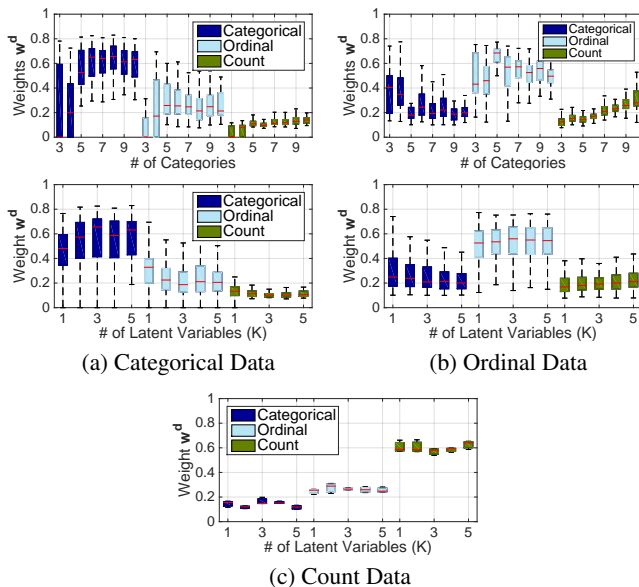 Weights w^d
1
0.8
0.6
0.4
0.2
0
Categorical
Ordinal
Count
3 5 7 9 3 5 7 9 3 5 7 9
# of Categories
Weights w^d
1
0.8
0.6
0.4
0.2
0
Categorical
Ordinal
Count
3 5 7 9 3 5 7 9 3 5 7 9
# of Categories
Weight w^d
1
0.8
0.6
0.4
0.2
0
Categorical
Ordinal
Count
1 3 5 1 3 5 1 3 5
# of Latent Variables (K)
Weight w^d
1
0.8
0.6
0.4
0.2
0
Categorical
Ordinal
Count
1 3 5 1 3 5 1 3 5
# of Latent Variables (K)
(a) Categorical Data
(b) Ordinal Data
Weight w^d
1
0.8
0.6
0.4
0.2
0
Categorical
Ordinal
Count
1 3 5 1 3 5 1 3 5
# of Latent Variables (K)
(c) Count Data